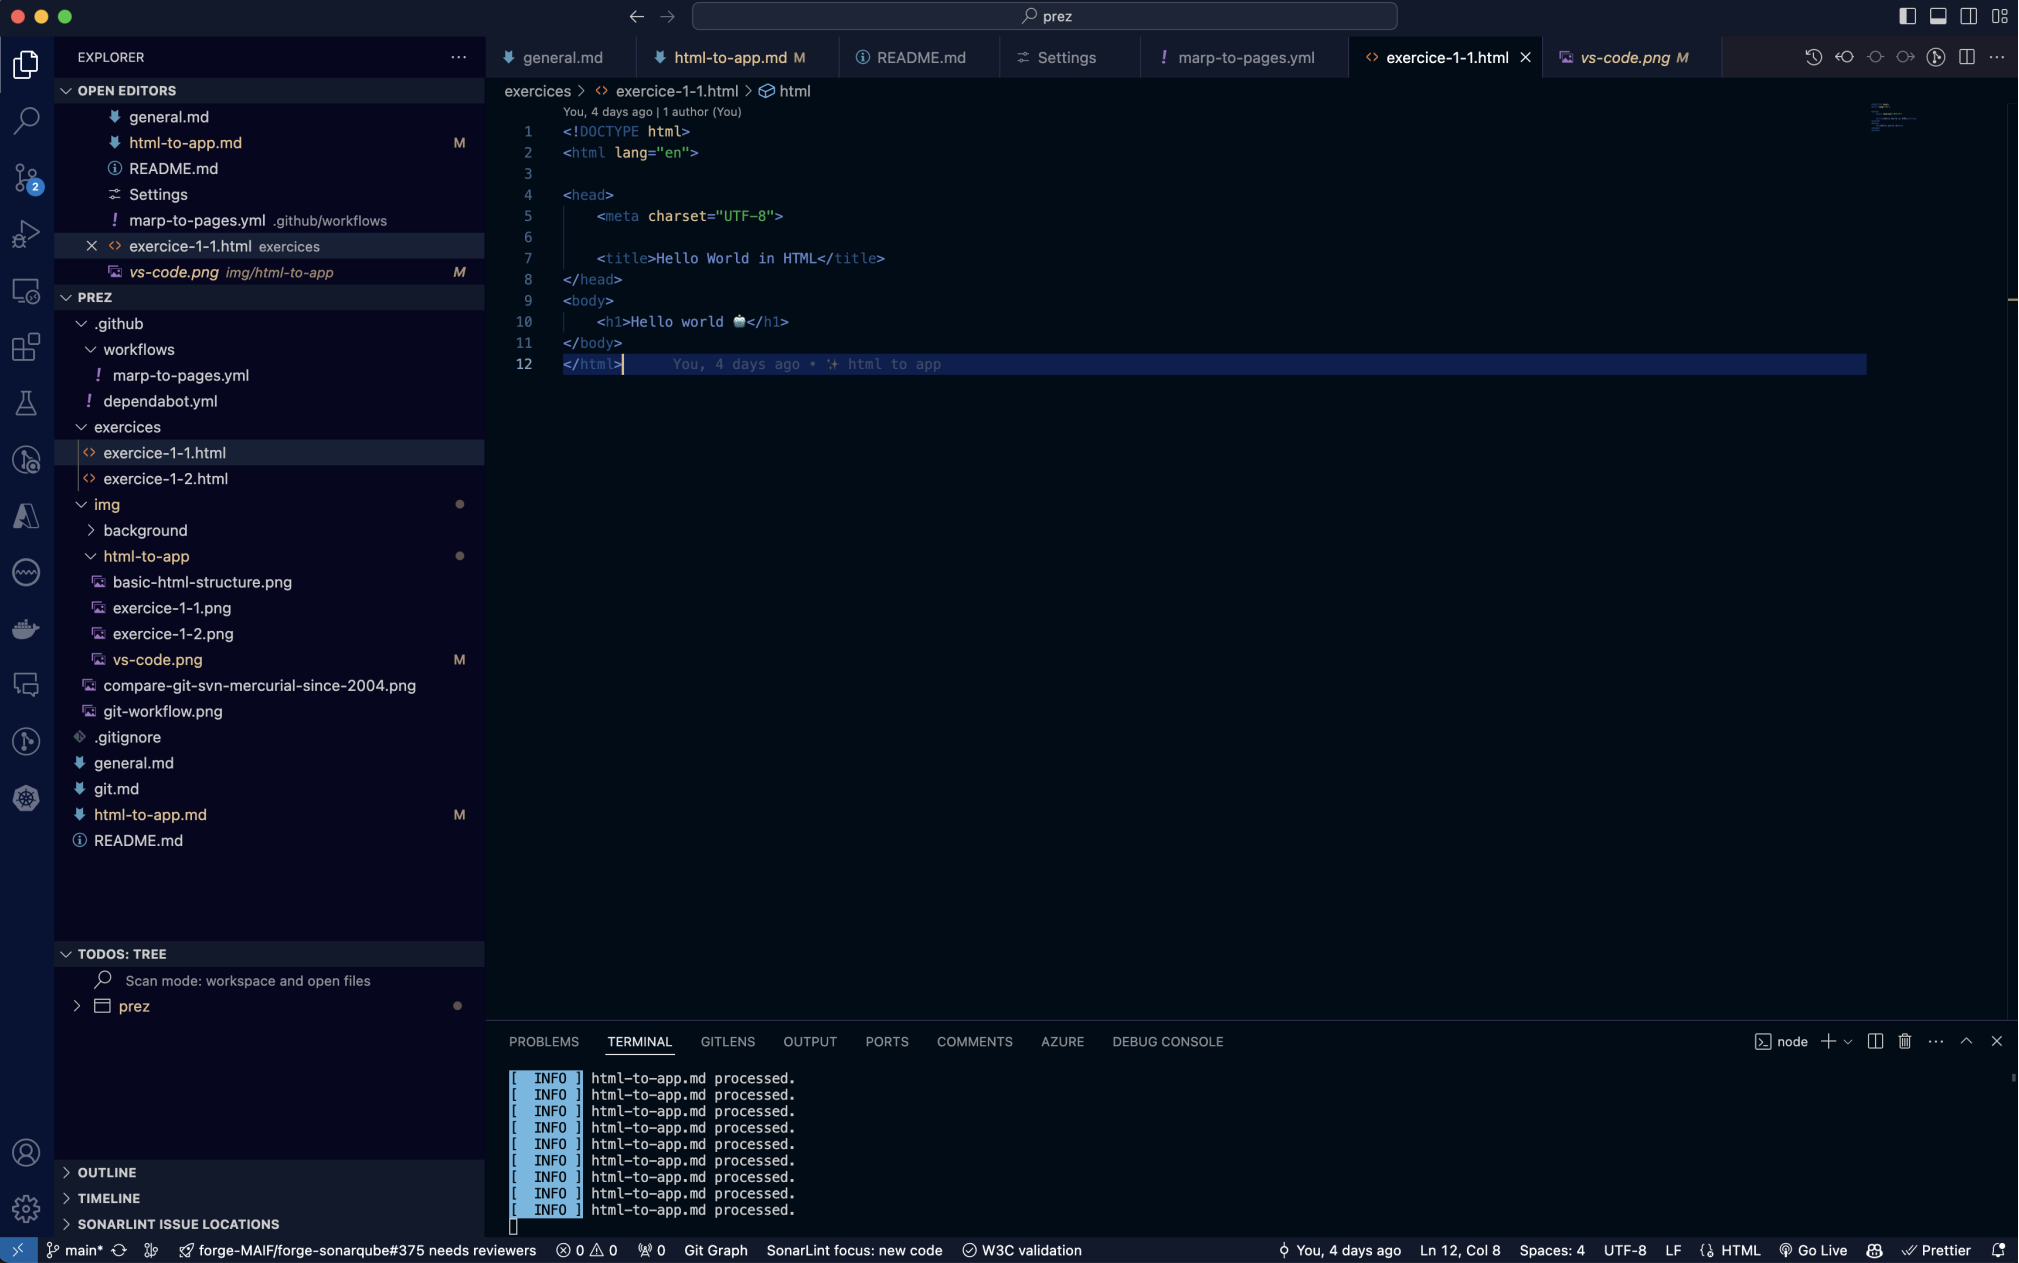 prez
EXPLORER
OPEN EDITORS
general.md
html-to-app.md M
README.md
Settings
! marp-to-pages.yml .github/workflows
exercice-1-1.html exercices
vs-code.png img/html-to-app M
PREZ
.github
workflows
! marp-to-pages.yml
! dependabot.yml
exercices
<> exercice-1-1.html
<> exercice-1-2.html
img
background
html-to-app
basic-html-structure.png
exercice-1-1.png
exercice-1-2.png
vs-code.png M
compare-git-svn-mercurial-since-2004.png
git-workflow.png
.gitignore
general.md
git.md
html-to-app.md M
README.md
TODOS: TREE
Scan mode: workspace and open files
prez
OUTLINE
TIMELINE
SONARLINT ISSUE LOCATIONS
2
general.md
html-to-app.md M
README.md
Settings
! marp-to-pages.yml
<> exercice-1-1.html
vs-code.png M
exercices > <> exercice-1-1.html > html
You, 4 days ago | 1 author (You)
1 <!DOCTYPE html>
2 <html lang="en">
3
4 <head>
5 <meta charset="UTF-8">
6
7 <title>Hello World in HTML</title>
8 </head>
9 <body>
10 <h1>Hello world 🧁</h1>
11 </body>
12 </html> You, 4 days ago • ✨ html to app
PROBLEMS TERMINAL GITLENS OUTPUT PORTS COMMENTS AZURE DEBUG CONSOLE node
[ INFO ] html-to-app.md processed.
[ INFO ] html-to-app.md processed.
[ INFO ] html-to-app.md processed.
[ INFO ] html-to-app.md processed.
[ INFO ] html-to-app.md processed.
[ INFO ] html-to-app.md processed.
[ INFO ] html-to-app.md processed.
[ INFO ] html-to-app.md processed.
[ INFO ] html-to-app.md processed.
main* forge-MAIF/forge-sonarqube#375 needs reviewers 0 0 0 Git Graph SonarLint focus: new code W3C validation You, 4 days ago Ln 12, Col 8 Spaces: 4 UTF-8 LF HTML Go Live Prettier